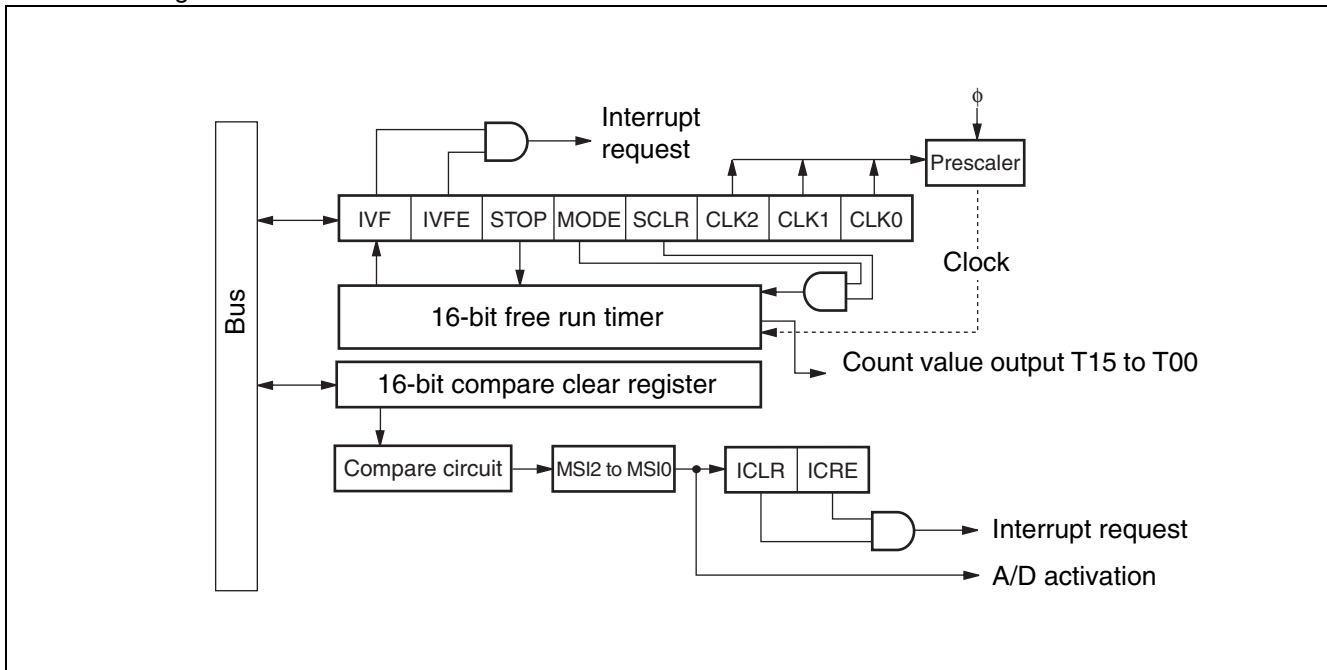 ϕ
Interrupt
request
Prescaler
IVF IVFE STOP MODE SCLR CLK2 CLK1 CLK0
Clock
Bus
16-bit free run timer
Count value output T15 to T00
16-bit compare clear register
Compare circuit
MSI2 to MSI0
ICLR ICRE
Interrupt request
A/D activation